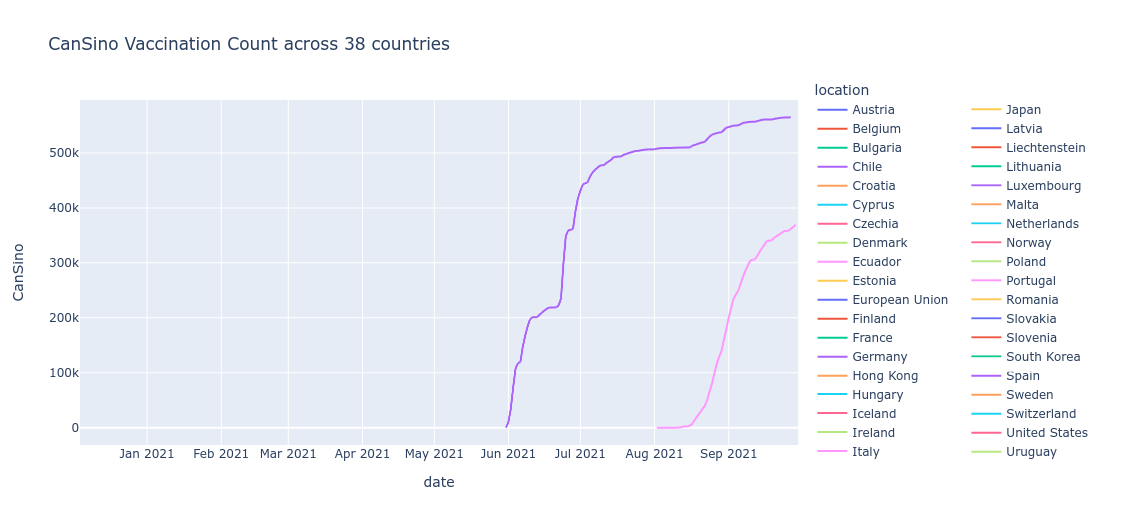 CanSino Vaccination Count across 38 countries
location
Austria
Belgium
Bulgaria
Chile
Croatia
Cyprus
Czechia
Denmark
Ecuador
Estonia
European Union
Finland
France
Germany
Hong Kong
Hungary
Iceland
Ireland
Italy
Japan
Latvia
Liechtenstein
Lithuania
Luxembourg
Malta
Netherlands
Norway
Poland
Portugal
Romania
Slovakia
Slovenia
South Korea
Spain
Sweden
Switzerland
United States
Uruguay
CanSino
500k
400k
300k
200k
100k
0
Jan 2021 Feb 2021 Mar 2021 Apr 2021 May 2021 Jun 2021 Jul 2021 Aug 2021 Sep 2021
date